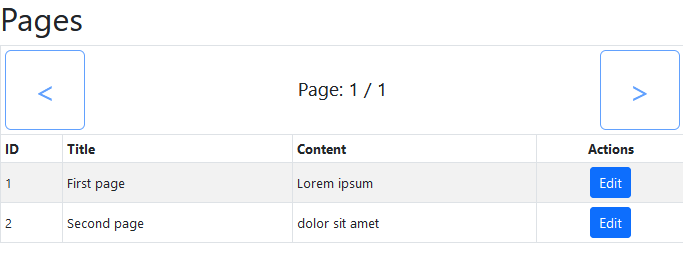 Pages
< Page: 1 / 1 >
ID Title Content Actions
1 First page Lorem ipsum Edit
2 Second page dolor sit amet Edit